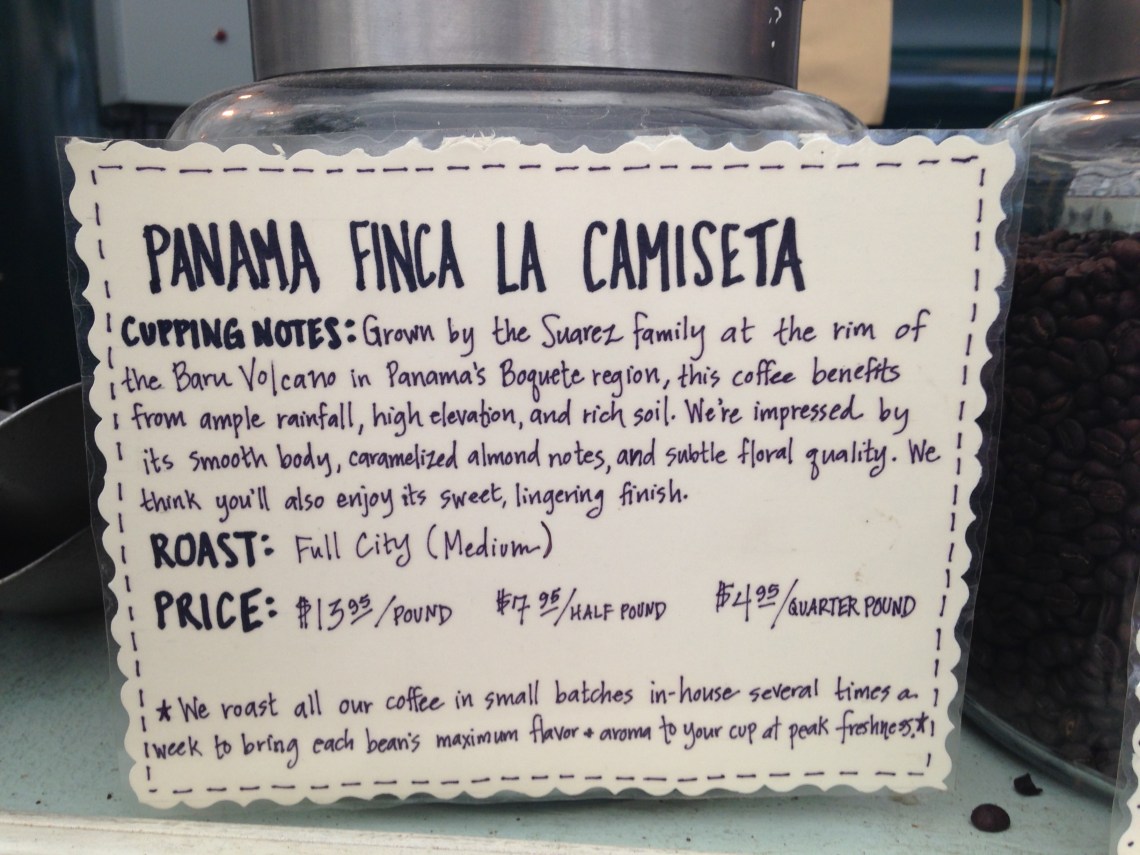 PANAMA FINCA LA CAMISETA
CUPPING NOTES: Grown by the Suarez family at the rim of
the Baru Volcano in Panama's Boquete region, this coffee benefits
from ample rainfall, high elevation, and rich soil. We're impressed by
its smooth body, caramelized almond notes, and subtle floral quality. We
think you'll also enjoy its sweet, lingering finish.
ROAST: Full City (Medium)
PRICE: $13 95/POUND $7 95/HALF POUND $4 95/QUARTER POUND
*We roast all our coffee in small batches in-house several times a
week to bring each bean's maximum flavor + aroma to your cup at peak freshness.*